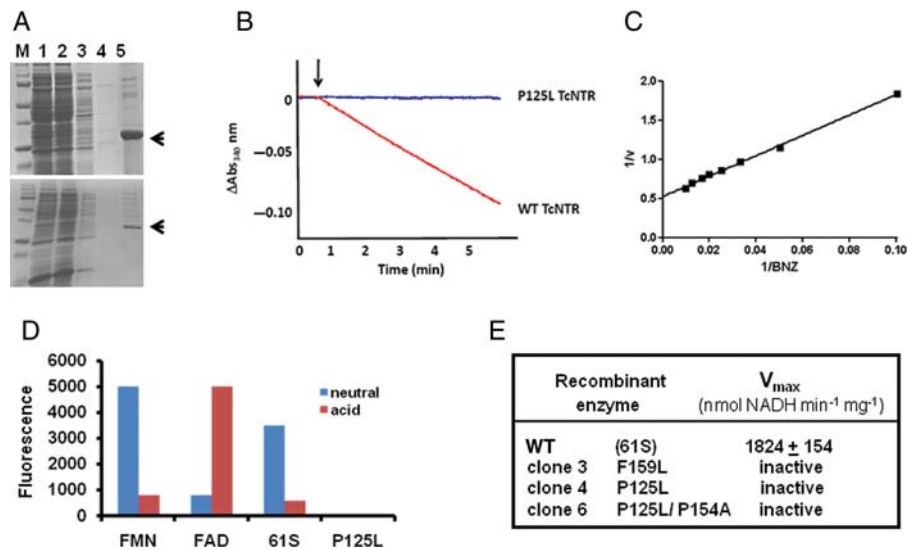 A
M 1 2 3 4 5
B
0
—0.05
—0.10
ΔAbs340 nm
0 1 2 3 4 5
Time (min)
P125L TcNTR
WT TcNTR
C
2.0
1.5
1.0
0.5
0.0
1/v
0.00 0.02 0.04 0.06 0.08 0.10
1/BNZ
D
6000
5000
4000
3000
2000
1000
0
Fluorescence
neutral
acid
FMN FAD 61S P125L
E
Recombinant enzyme Vmax
(nmol NADH min-1 mg-1)
WT (61S) 1824 ± 154
clone 3 F159L inactive
clone 4 P125L inactive
clone 6 P125L/ P154A inactive